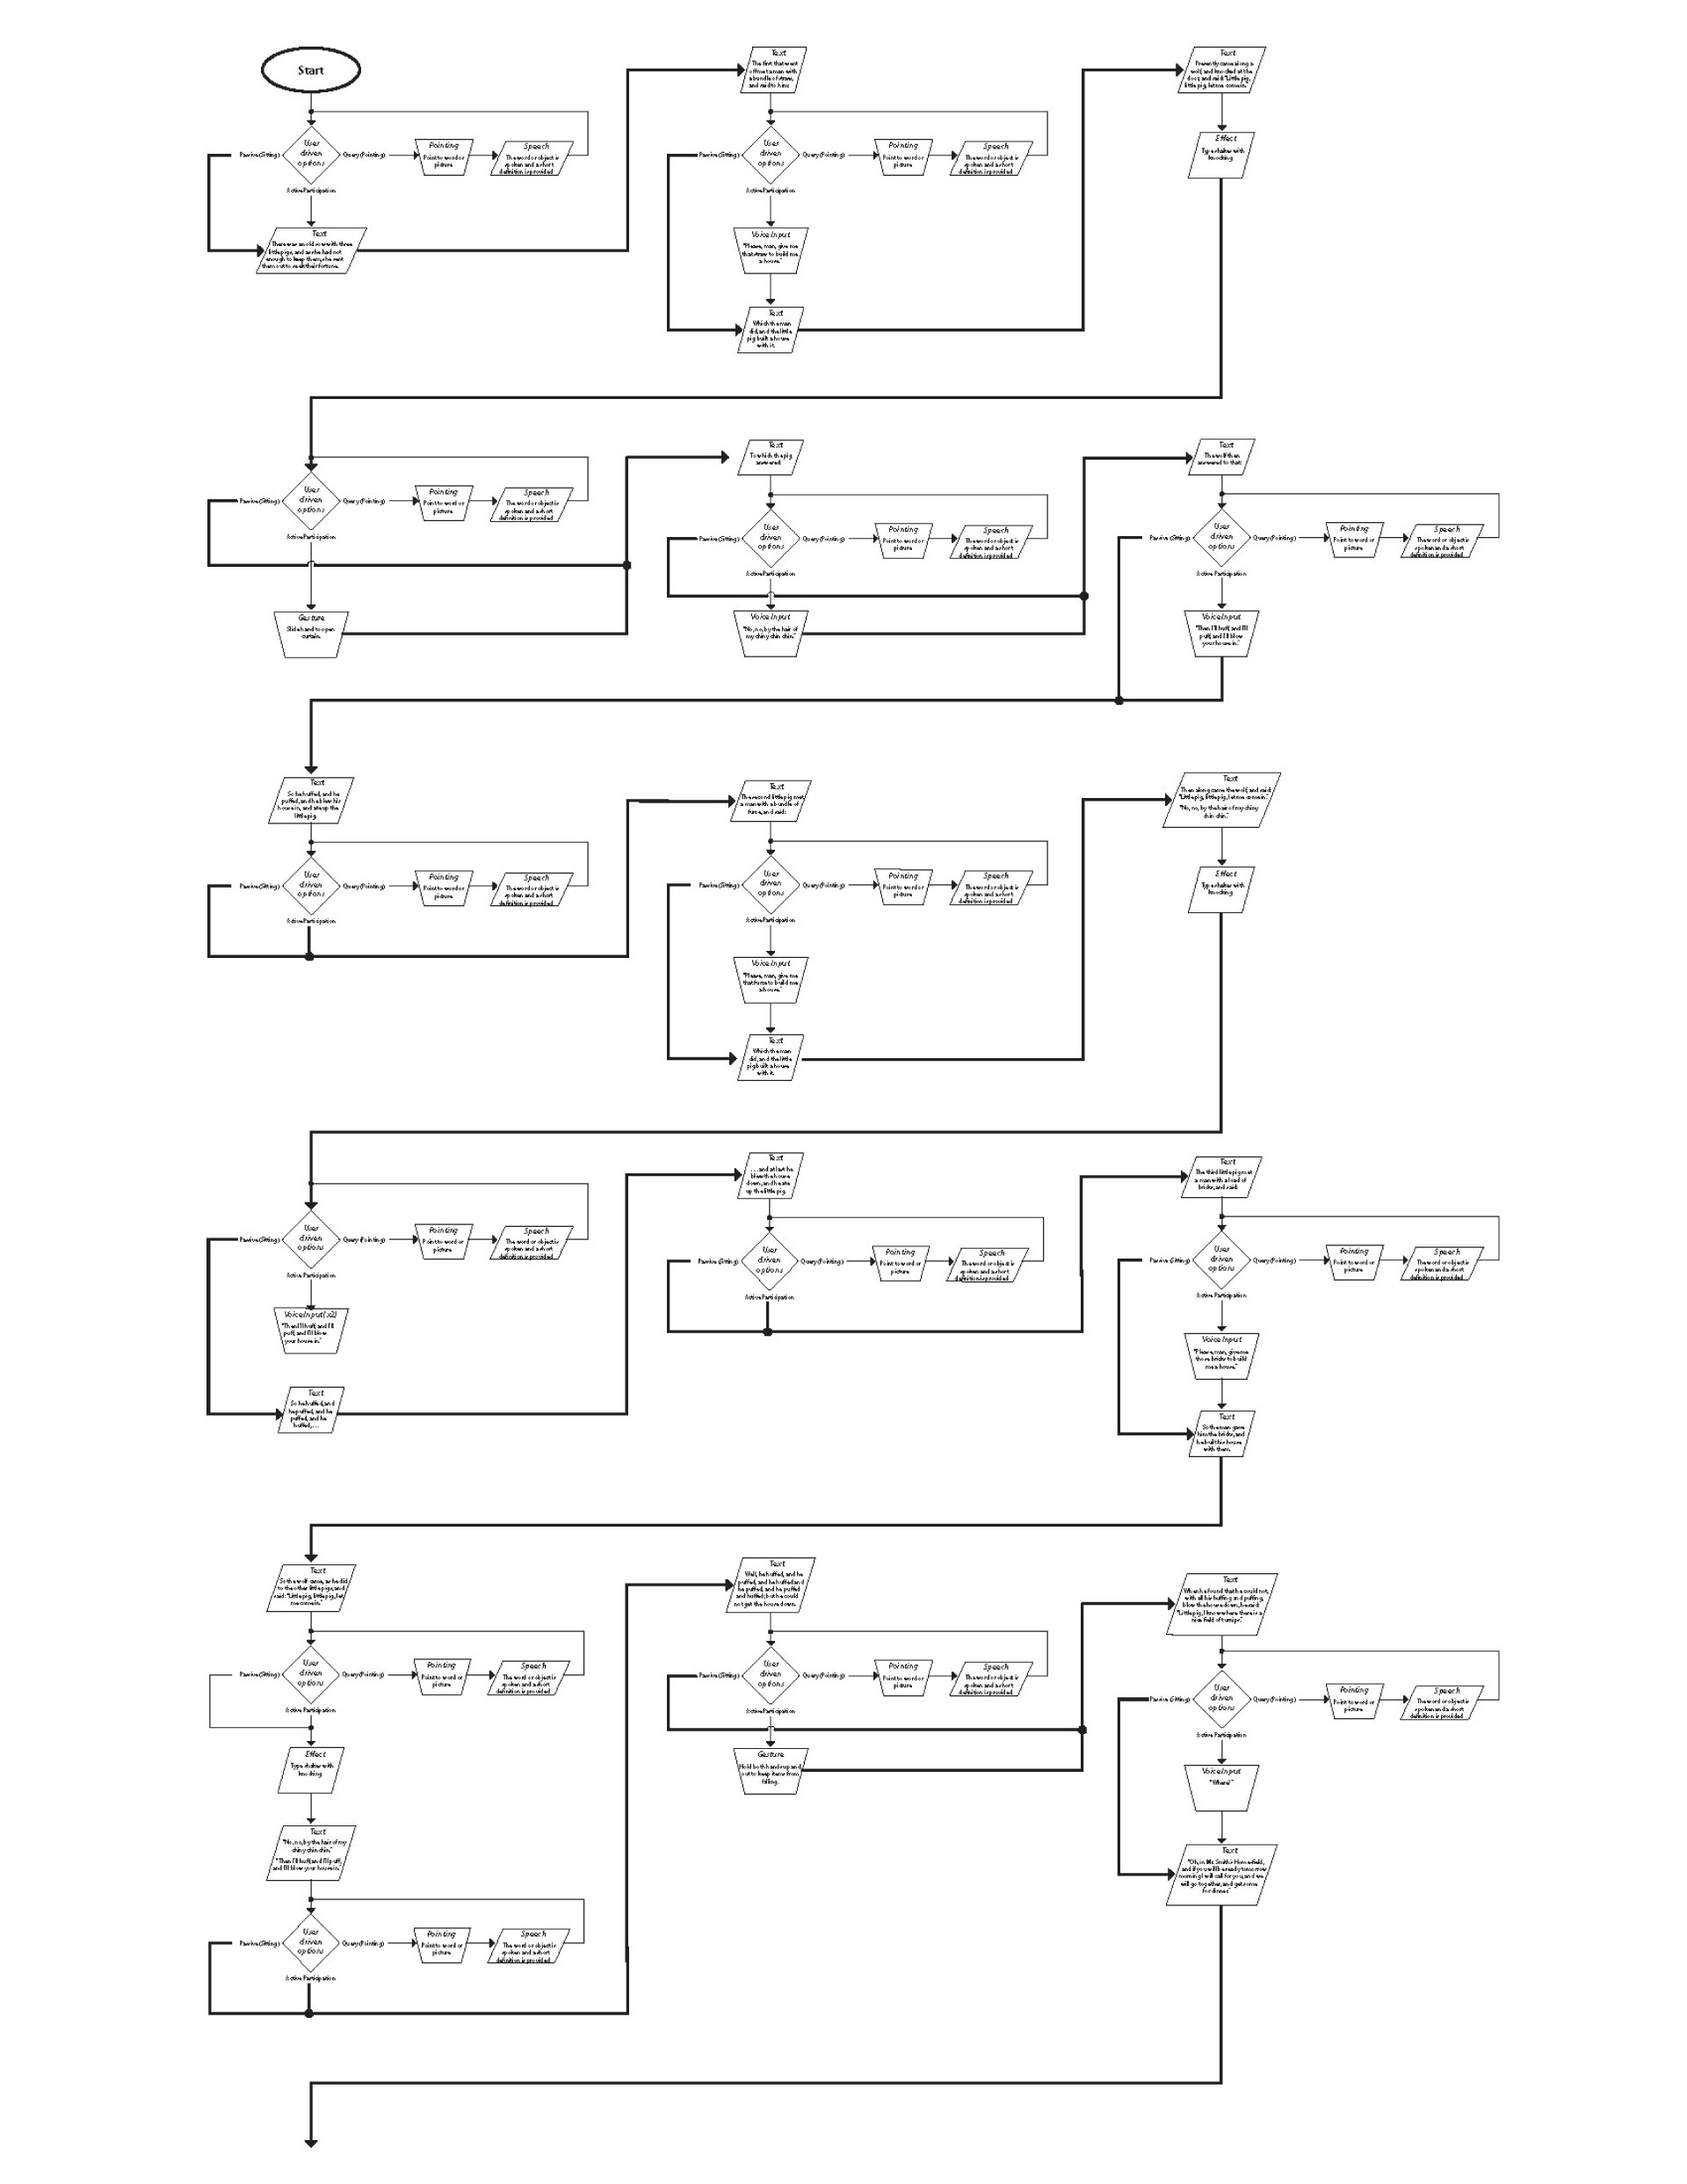 Start
User
driven
options
Passive (Sitting)
Query (Pointing)
Pointing
Point to word or
picture
Speech
The word or object is
spoken and a short
definition is provided
Active Participation
Text
There was an old sow with three
little pigs, and as she had not
enough to keep them, she sent
them out to seek their fortune.
Text
The first that went
off met a man with
a bundle of straw,
and said to him:
User
driven
options
Passive (Sitting)
Query (Pointing)
Pointing
Point to word or
picture
Speech
The word or object is
spoken and a short
definition is provided
Active Participation
Voice Input
"Please, man, give me
that straw to build me
a house."
Text
Which the man
did, and the little
pig built a house
with it.
Text
Presently came along a
wolf, and knocked at the
door, and said: "Little pig,
little pig, let me come in."
Effect
Type shakes with
knocking
User
driven
options
Passive (Sitting)
Query (Pointing)
Pointing
Point to word or
picture
Speech
The word or object is
spoken and a short
definition is provided
Active Participation
Gesture
Slide hand to open
curtain.
Text
To which the pig
answered:
User
driven
options
Passive (Sitting)
Query (Pointing)
Pointing
Point to word or
picture
Speech
The word or object is
spoken and a short
definition is provided
Active Participation
Voice Input
"No, no, by the hair of
my chiny chin chin."
Text
The wolf then
answered to that:
User
driven
options
Passive (Sitting)
Query (Pointing)
Pointing
Point to word or
picture
Speech
The word or object is
spoken and a short
definition is provided
Active Participation
Voice Input
"Then I'll huff, and I'll
puff, and I'll blow
your house in."
Text
So he huffed, and he
puffed, and he blew his
house in, and ate up the
little pig.
User
driven
options
Passive (Sitting)
Query (Pointing)
Pointing
Point to word or
picture
Speech
The word or object is
spoken and a short
definition is provided
Active Participation
Text
The second little pig met
a man with a bundle of
furze, and said:
User
driven
options
Passive (Sitting)
Query (Pointing)
Pointing
Point to word or
picture
Speech
The word or object is
spoken and a short
definition is provided
Active Participation
Voice Input
"Please, man, give me
that furze to build me
a house."
Text
Which the man
did, and the little
pig built a house
with it.
Text
Then along came the wolf, and said:
"Little pig, little pig, let me come in."
"No, no, by the hair of my chiny
chin chin."
Effect
Type shakes with
knocking
User
driven
options
Passive (Sitting)
Query (Pointing)
Pointing
Point to word or
picture
Speech
The word or object is
spoken and a short
definition is provided
Active Participation
Voice Input (x2)
"Then I'll huff, and I'll
puff, and I'll blow
your house in."
Text
So he huffed, and
he puffed, and he
puffed, and he
huffed, ...
Text
... and at last he
blew the house
down, and he ate
up the little pig.
User
driven
options
Passive (Sitting)
Query (Pointing)
Pointing
Point to word or
picture
Speech
The word or object is
spoken and a short
definition is provided
Active Participation
Text
The third little pig met
a man with a load of
bricks, and said:
User
driven
options
Passive (Sitting)
Query (Pointing)
Pointing
Point to word or
picture
Speech
The word or object is
spoken and a short
definition is provided
Active Participation
Voice Input
"Please, man, give me
those bricks to build
me a house."
Text
So the man gave
him the bricks, and
he built his house
with them.
Text
So the wolf came, as he did
to the other little pigs, and
said: "Little pig, little pig, let
me come in."
User
driven
options
Passive (Sitting)
Query (Pointing)
Pointing
Point to word or
picture
Speech
The word or object is
spoken and a short
definition is provided
Active Participation
Effect
Type shakes with
knocking
Text
"No, no, by the hair of my
chiny chin chin."
"Then I'll huff, and I'll puff,
and I'll blow your house in."
User
driven
options
Passive (Sitting)
Query (Pointing)
Pointing
Point to word or
picture
Speech
The word or object is
spoken and a short
definition is provided
Active Participation
Text
Well, he huffed, and he
puffed, and he huffed and
he puffed, and he puffed
and huffed; but he could
not get the house down.
User
driven
options
Passive (Sitting)
Query (Pointing)
Pointing
Point to word or
picture
Speech
The word or object is
spoken and a short
definition is provided
Active Participation
Gesture
Hold both hands up and
out to keep items from
falling.
Text
When he found that he could not,
with all his huffing and puffing,
blow the house down, he said:
"Little pig, I know where there is a
nice field of turnips."
User
driven
options
Passive (Sitting)
Query (Pointing)
Pointing
Point to word or
picture
Speech
The word or object is
spoken and a short
definition is provided
Active Participation
Voice Input
"Where?"
Text
"Oh, in Mr. Smith's Home-field,
and if you will be ready tomorrow
morning I will call for you, and we
will go together, and get some
for dinner."